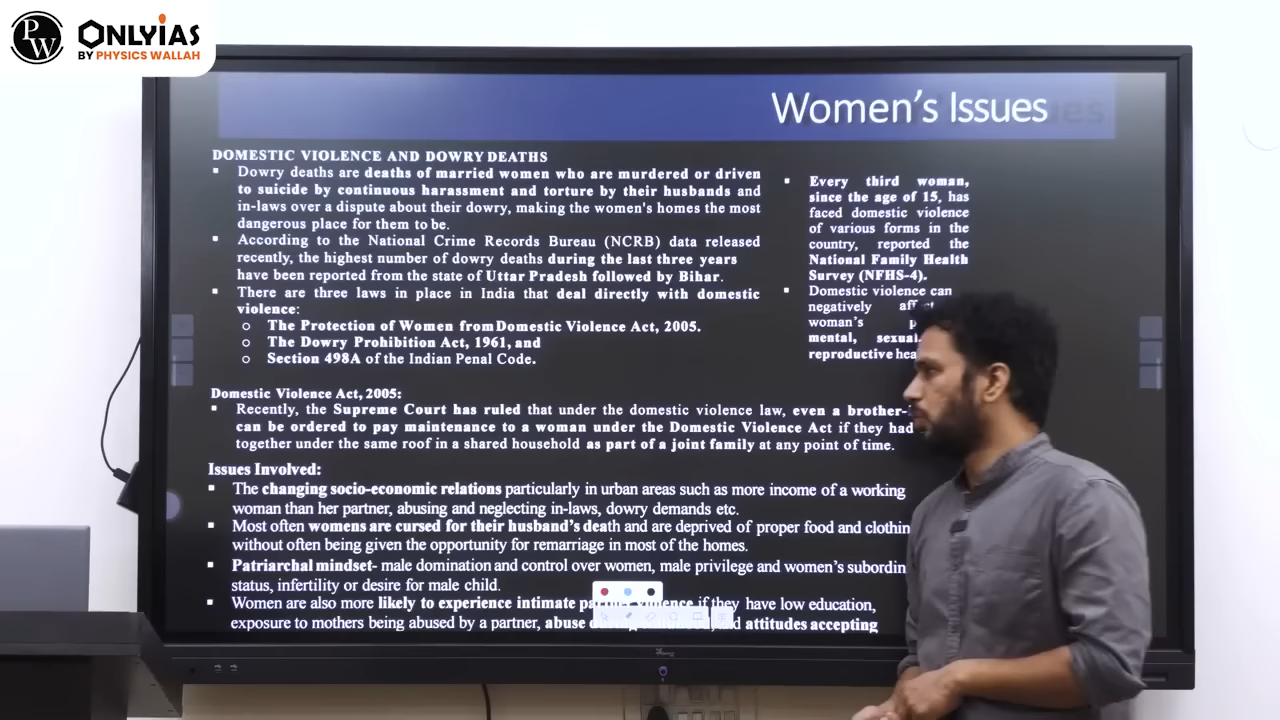 PW
ONLYIAS
BY PHYSICS WALLAH
Women's Issues
DOMESTIC VIOLENCE AND DOWRY DEATHS
▪ Dowry deaths are deaths of married women who are murdered or driven
to suicide by continuous harassment and torture by their husbands and
in-laws over a dispute about their dowry, making the women's homes the most
dangerous place for them to be.
▪ According to the National Crime Records Bureau (NCRB) data released
recently, the highest number of dowry deaths during the last three years
have been reported from the state of Uttar Pradesh followed by Bihar.
▪ There are three laws in place in India that deal directly with domestic
violence:
o The Protection of Women from Domestic Violence Act, 2005.
o The Dowry Prohibition Act, 1961, and
o Section 498A of the Indian Penal Code.
▪ Every third woman,
since the age of 15, has
faced domestic violence
of various forms in the
country, reported the
National Family Health
Survey (NFHS-4).
▪ Domestic violence can
negatively
woman's
mental, sexual
reproductive
Domestic Violence Act, 2005:
▪ Recently, the Supreme Court has ruled that under the domestic violence law, even a brother-
can be ordered to pay maintenance to a woman under the Domestic Violence Act if they had
together under the same roof in a shared household as part of a joint family at any point of time.
Issues Involved:
▪ The changing socio-economic relations particularly in urban areas such as more income of a working
woman than her partner, abusing and neglecting in-laws, dowry demands etc.
▪ Most often womens are cursed for their husband's death and are deprived of proper food and
without often being given the opportunity for remarriage in most of the homes.
▪ Patriarchal mindset- male domination and control over women, male privilege and women's
status, infertility or desire for male child.
▪ Women are also more likely to experience intimate violence if they have low education,
exposure to mothers being abused by a partner, abuse attitudes accepting